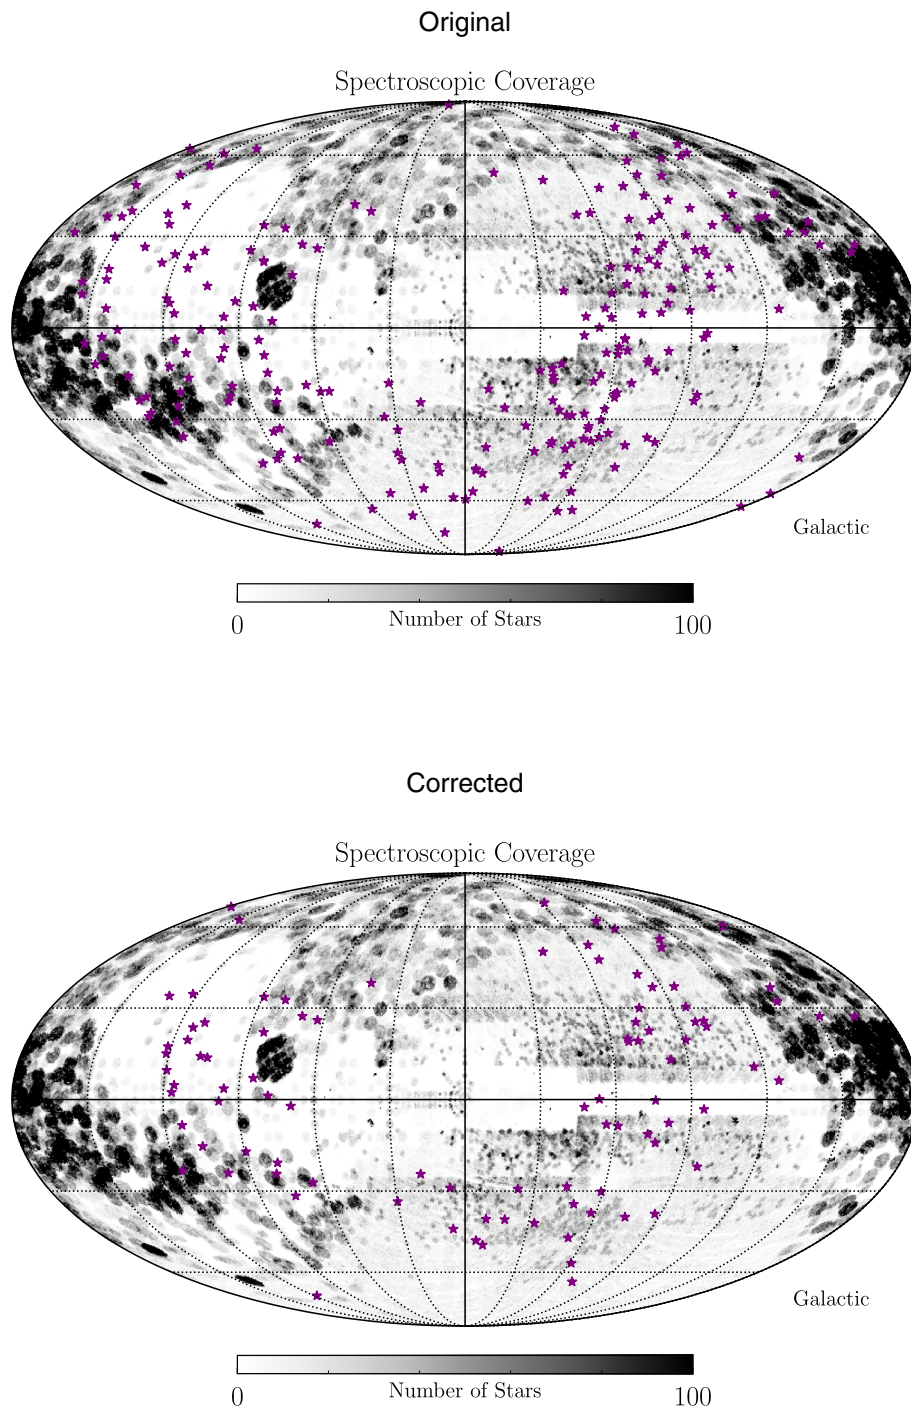 Original
Spectroscopic Coverage
Galactic
0 Number of Stars 100
Corrected
Spectroscopic Coverage
Galactic
0 Number of Stars 100